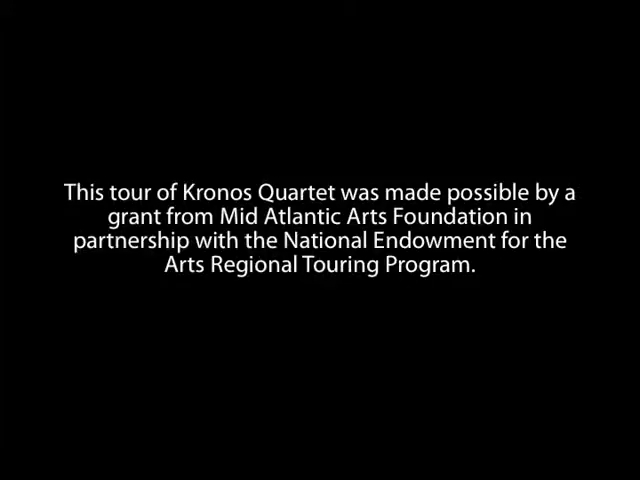 This tour of Kronos Quartet was made possible by a
grant from Mid Atlantic Arts Foundation in
partnership with the National Endowment for the
Arts Regional Touring Program.